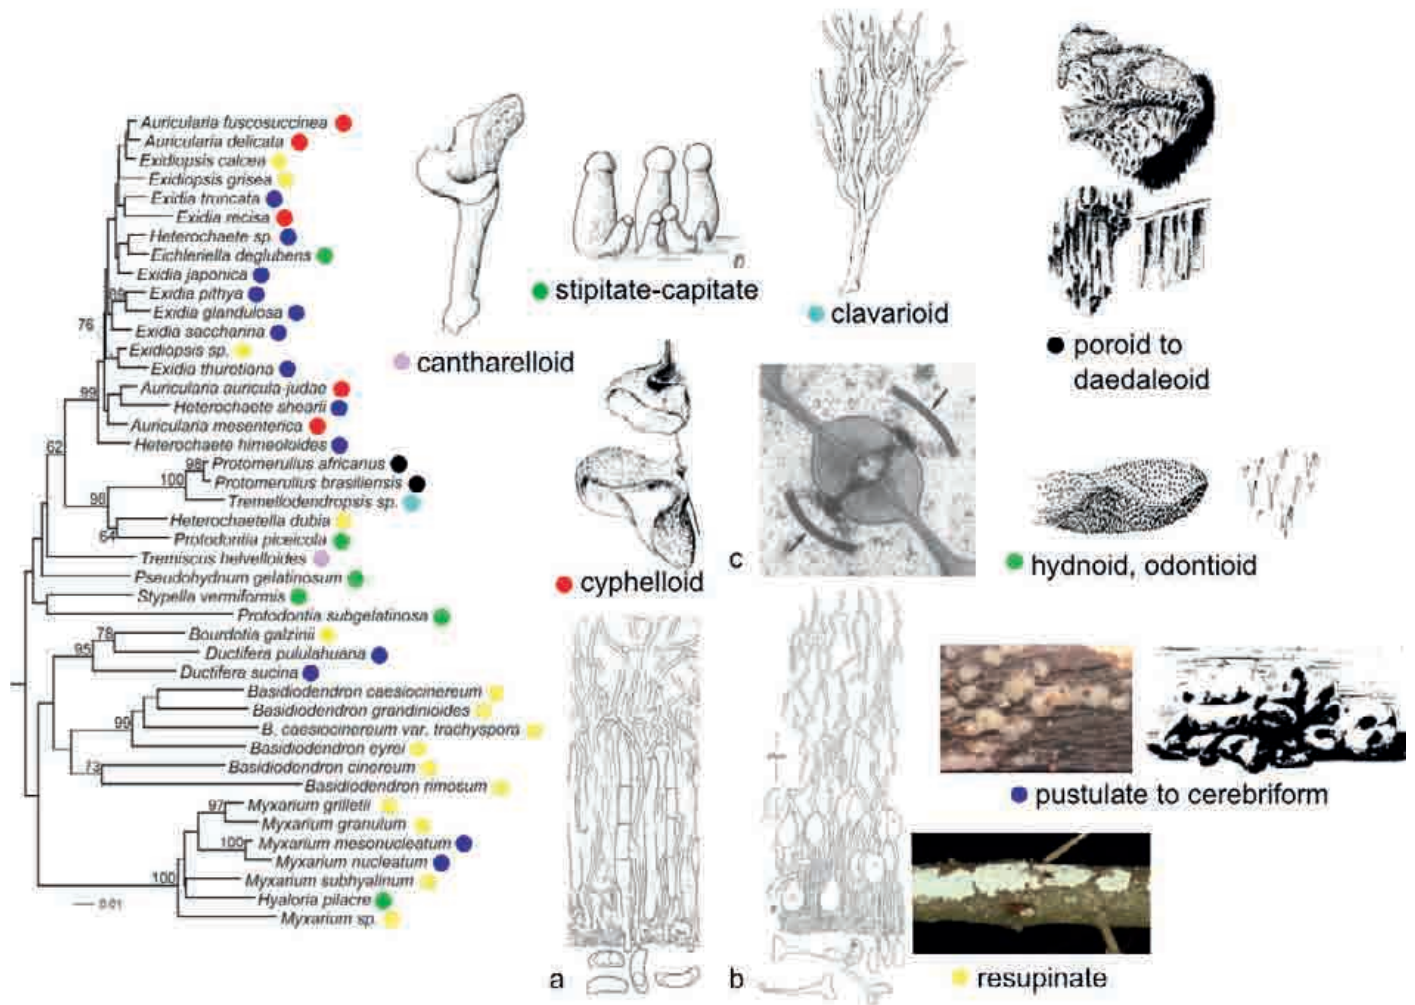 Auricularia fuscosuccinea
Auricularia delicata
Exidiopsis calcea
Exidiopsis grisea
Exidia truncata
Exidia recisa
Heterochaete sp.
Eichleriella deglubens
Exidia japonica
Exidia pithya
Exidia glandulosa
Exidia saccharina
Exidiopsis sp.
Exidia thuretiana
Auricularia auricula-judae
Heterochaete shearii
Auricularia mesenterica
Heterochaete himeoloides
Protomerulius africanus
Protomerulius brasiliensis
Tremellodendropsis sp.
Heterochaetella dubia
Protodontia piceicola
Tremiscus helvelloides
Pseudohydnum gelatinosum
Stypella vermiformis
Protodontia subgelatinosa
Bourdotia galzinii
Ductifera pululahuana
Ductifera sucina
Basidiodendron caesiocinereum
Basidiodendron grandinioides
B. caesiocinereum var. trachyspora
Basidiodendron eyrei
Basidiodendron cinereum
Basidiodendron rimosum
Myxarium grilletii
Myxarium granulum
Myxarium mesonucleatum
Myxarium nucleatum
Myxarium subhyalinum
Hyaloria pilacre
Myxarium sp.
76
99
62
98
100
98
64
78
95
99
73
97
100
100
0.01
cantharelloid
stipitate-capitate
clavarioid
poroid to
daedaleoid
cyphelloid
c
hydnoid, odontioid
pustulate to cerebriform
a
b
resupinate